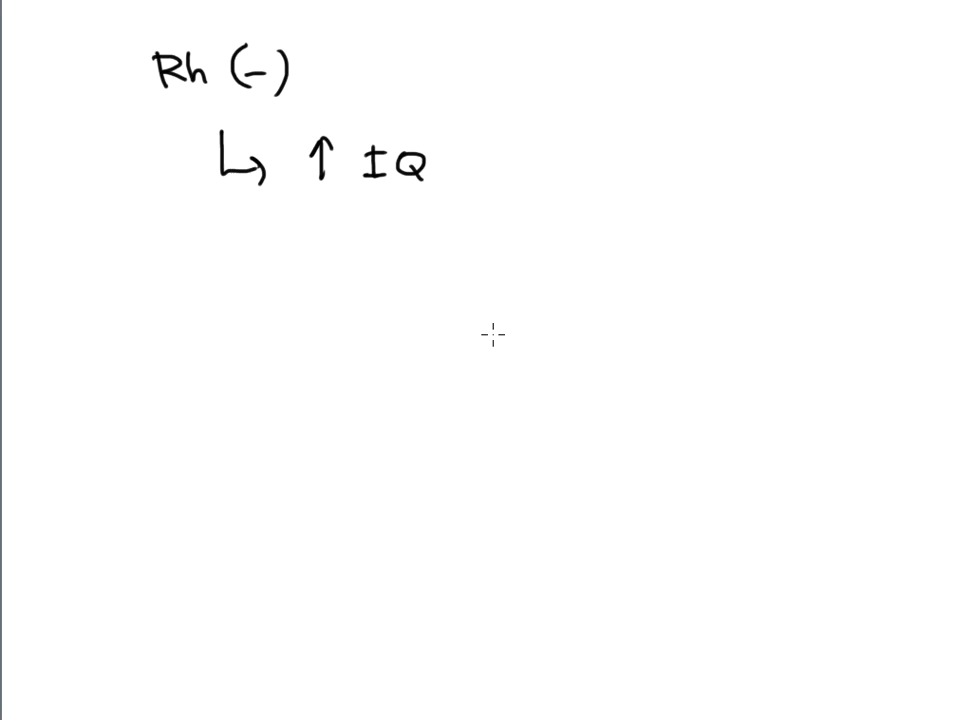 Rh (-)
↳ ↑ IQ